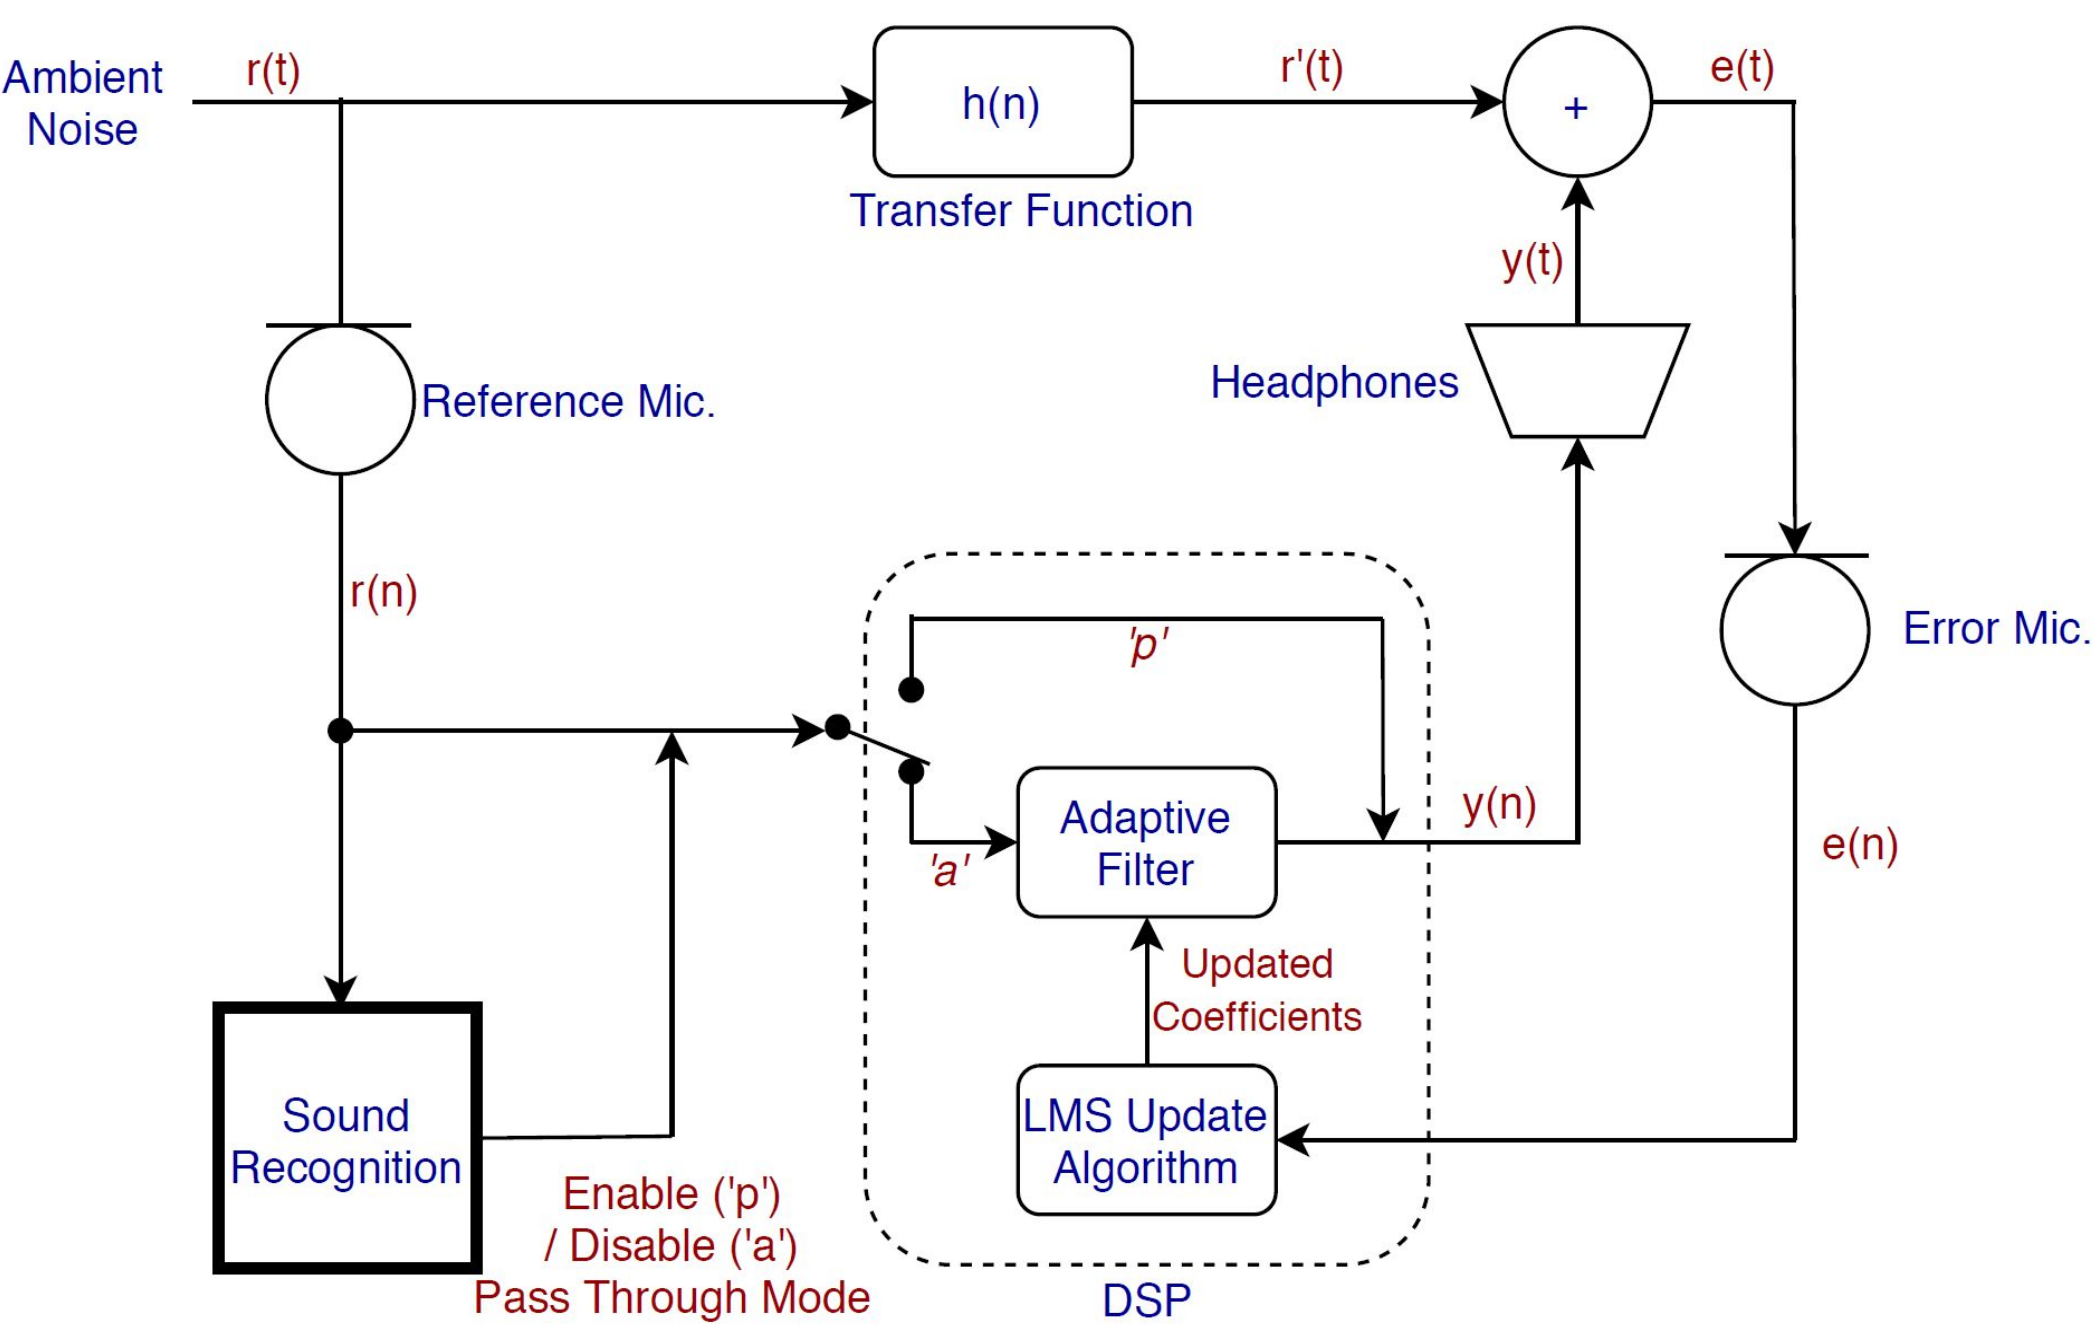 Ambient
Noise
r(t)
h(n)
Transfer Function
r'(t)
+
e(t)
y(t)
Headphones
Reference Mic.
r(n)
Error Mic.
'p'
'a'
Adaptive
Filter
y(n)
e(n)
Updated
Coefficients
LMS Update
Algorithm
Sound
Recognition
Enable ('p')
/ Disable ('a')
Pass Through Mode
DSP